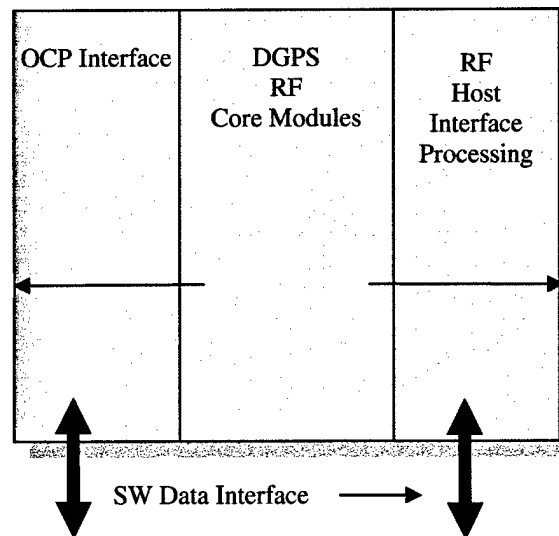 OCP Interface
DGPS
RF
Core Modules
RF
Host
Interface
Processing
SW Data Interface